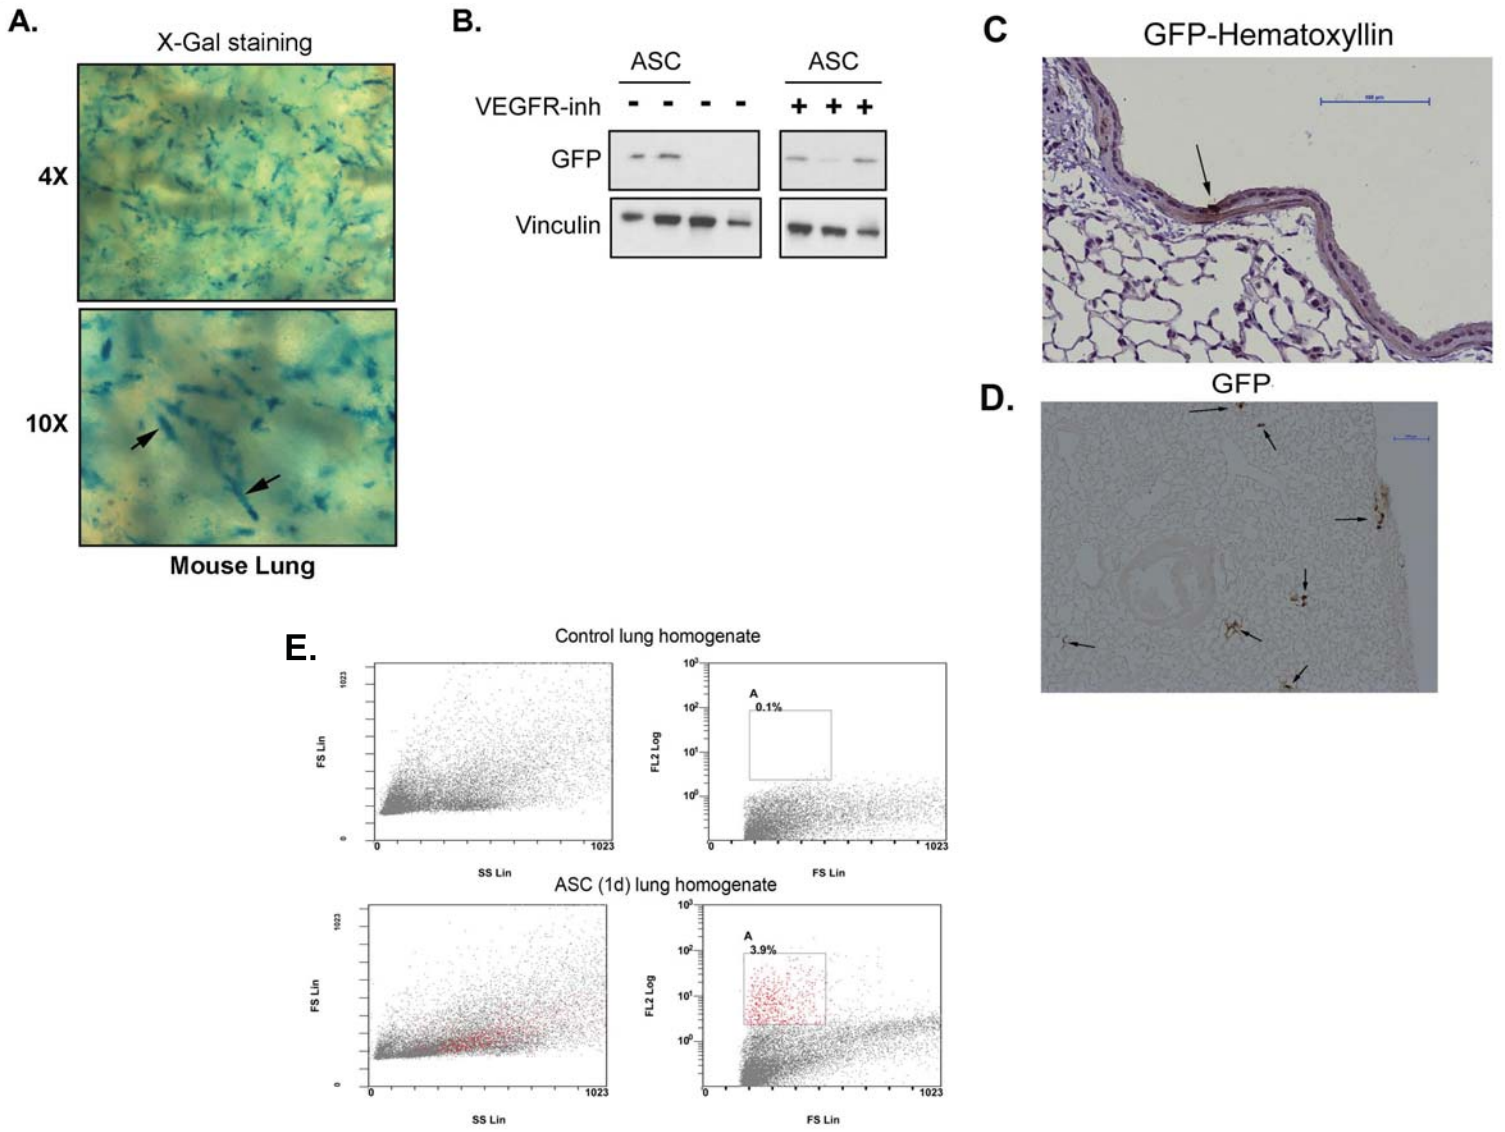 A.
X-Gal staining
4X
10X
Mouse Lung
B.
ASC
ASC
VEGFR-inh - - - - + + +
GFP
Vinculin
C
GFP-Hematoxyllin
D.
GFP
E.
Control lung homogenate
1023
FS Lin
0
0
1023
SS Lin
10³
10²
10¹
10⁰
FL2 Log
A
0.1%
0
1023
FS Lin
ASC (1d) lung homogenate
1023
FS Lin
0
0
1023
SS Lin
10³
10²
10¹
10⁰
FL2 Log
A
3.9%
0
1023
FS Lin